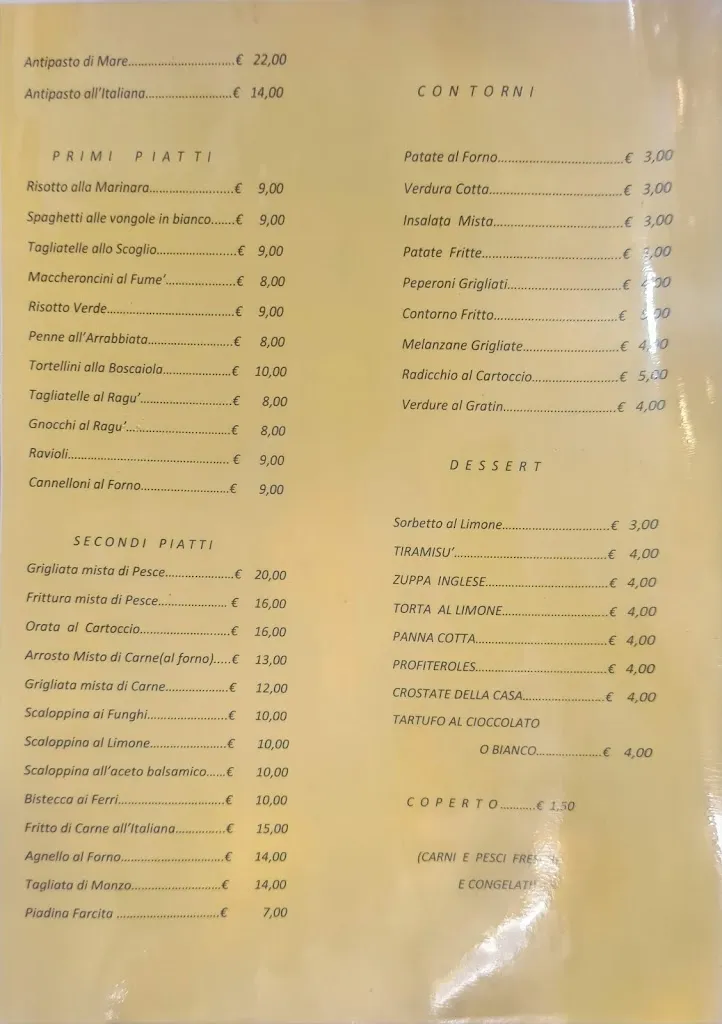 Antipasto di Mare..............................€ 22,00
Antipasto all'Italiana........................€ 14,00
PRIMI PIATTI
Risotto alla Marinara........................€ 9,00
Spaghetti alle vongole in bianco.......€ 9,00
Tagliatelle allo Scoglio.......................€ 9,00
Maccheroncini al Fume'....................€ 8,00
Risotto Verde....................................€ 9,00
Penne all'Arrabbiata........................€ 8,00
Tortellini alla Boscaiola....................€ 10,00
Tagliatelle al Ragu'..........................€ 8,00
Gnocchi al Ragu'..............................€ 8,00
Ravioli.............................................. € 9,00
Cannelloni al Forno.........................€ 9,00
SECONDI PIATTI
Grigliata mista di Pesce....................€ 20,00
Frittura mista di Pesce.................... € 16,00
Orata al Cartoccio..........................€ 16,00
Arrosto Misto di Carne(al forno).....€ 13,00
Grigliata mista di Carne...................€ 12,00
Scaloppina ai Funghi.......................€ 10,00
Scaloppina al Limone......................€ 10,00
Scaloppina all'aceto balsamico......€ 10,00
Bistecca ai Ferri..............................€ 10,00
Fritto di Carne all'Italiana...............€ 15,00
Agnello al Forno.............................€ 14,00
Tagliata di Manzo..........................€ 14,00
Piadina Farcita .............................€ 7,00
CONTORNI
Patate al Forno...................................€ 3,00
Verdura Cotta....................................€ 3,00
Insalata Mista...................................€ 3,00
Patate Fritte......................................€
Peperoni Grigliati...............................€
Contorno Fritto..................................€
Melanzane Grigliate...........................€
Radicchio al Cartoccio.......................€ 5,00
Verdure al Gratin..............................€ 4,00
DESSERT
Sorbetto al Limone............................€ 3,00
TIRAMISU'.........................................€ 4,00
ZUPPA INGLESE................................€ 4,00
TORTA AL LIMONE...........................€ 4,00
PANNA COTTA..................................€ 4,00
PROFITEROLES..................................€ 4,00
CROSTATE DELLA CASA.....................€ 4,00
TARTUFO AL CIOCCOLATO
O BIANCO.................€ 4,00
COPERTO..........€ 1,50
(CARNI E PESCI
E